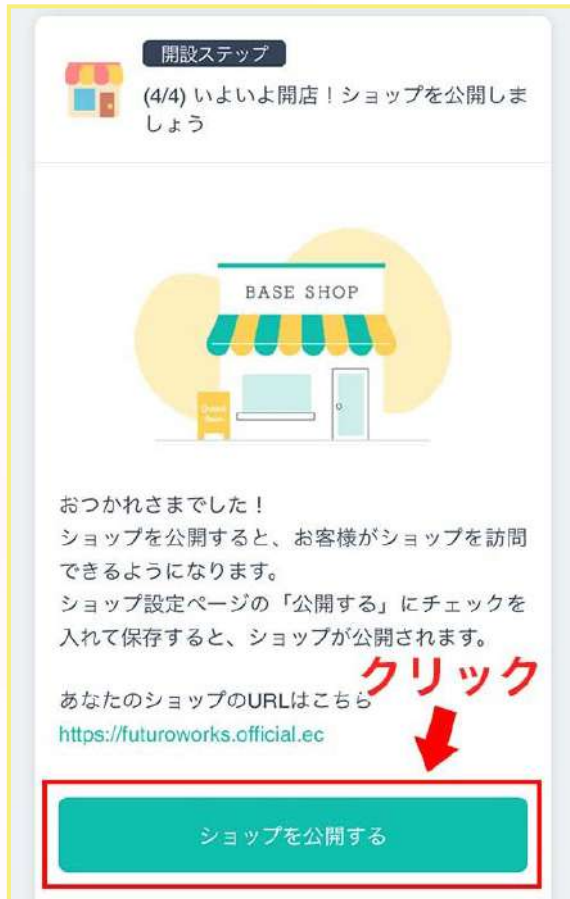 開設ステップ
(4/4) いよいよ開店！ショップを公開しま
しょう
BASE SHOP
おつかれさまでした！
ショップを公開すると、お客様がショップを訪問
できるようになります。
ショップ設定ページの「公開する」にチェックを
入れて保存すると、ショップが公開されます。
クリック
あなたのショップのURLはこちら
https://futuroworks.official.ec
ショップを公開する